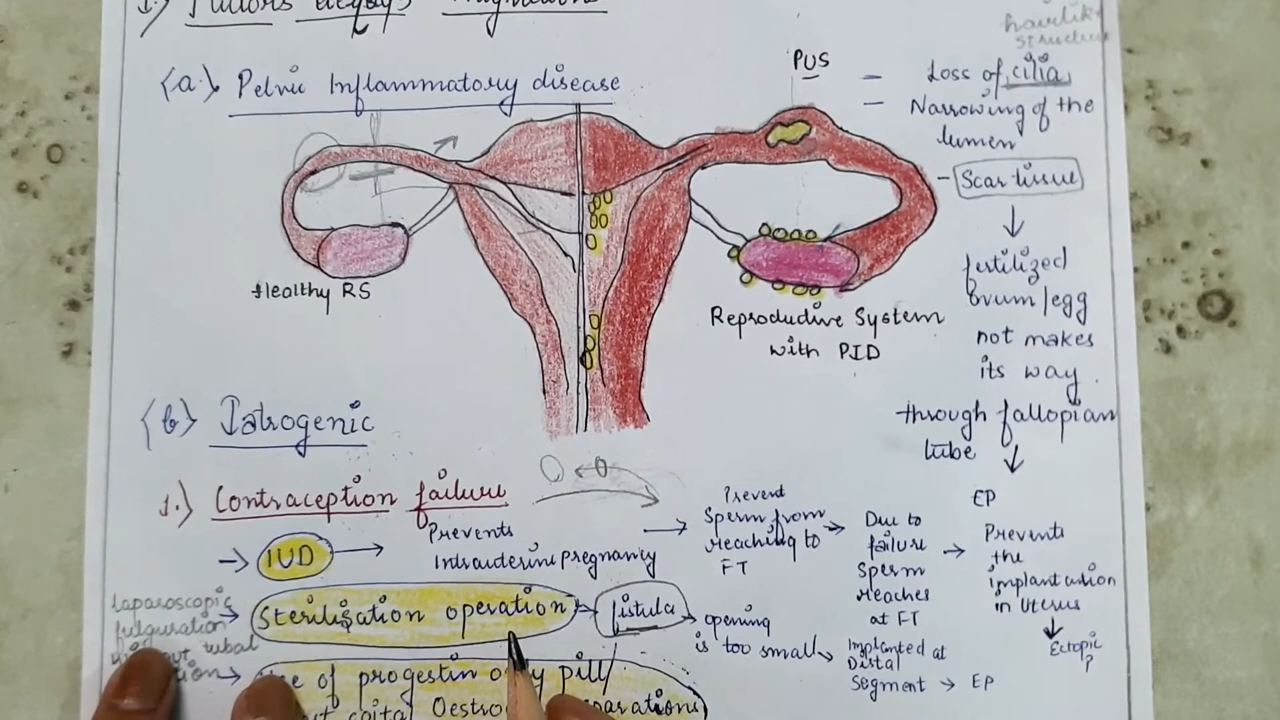 1.)
<a.> Pelvic Inflammatory disease
PUS
hairlike
structure
- Loss of cilia
- Narrowing of the
lumen
- Scar tissue
fertilized
ovum/egg
not makes
its way
through fallopian
tube
EP
Healthy RS
Reproductive System
with PID
<b> Iatrogenic
1.) Contraception failure
→ IUD → Prevents
Intrauterine pregnancy
→ Prevent
Sperm from
reaching to
FT
→ Due to
failure
Sperm
reaches
at FT
→ Prevents
the
implantation
in Uterus
Ectopic
P
Laparoscopic
fulguration
tubal
→ Sterilisation operation → fistula → opening
is too small → Implanted at
Distal
Segment → EP
→ of progestin only pill/
coital Oestro